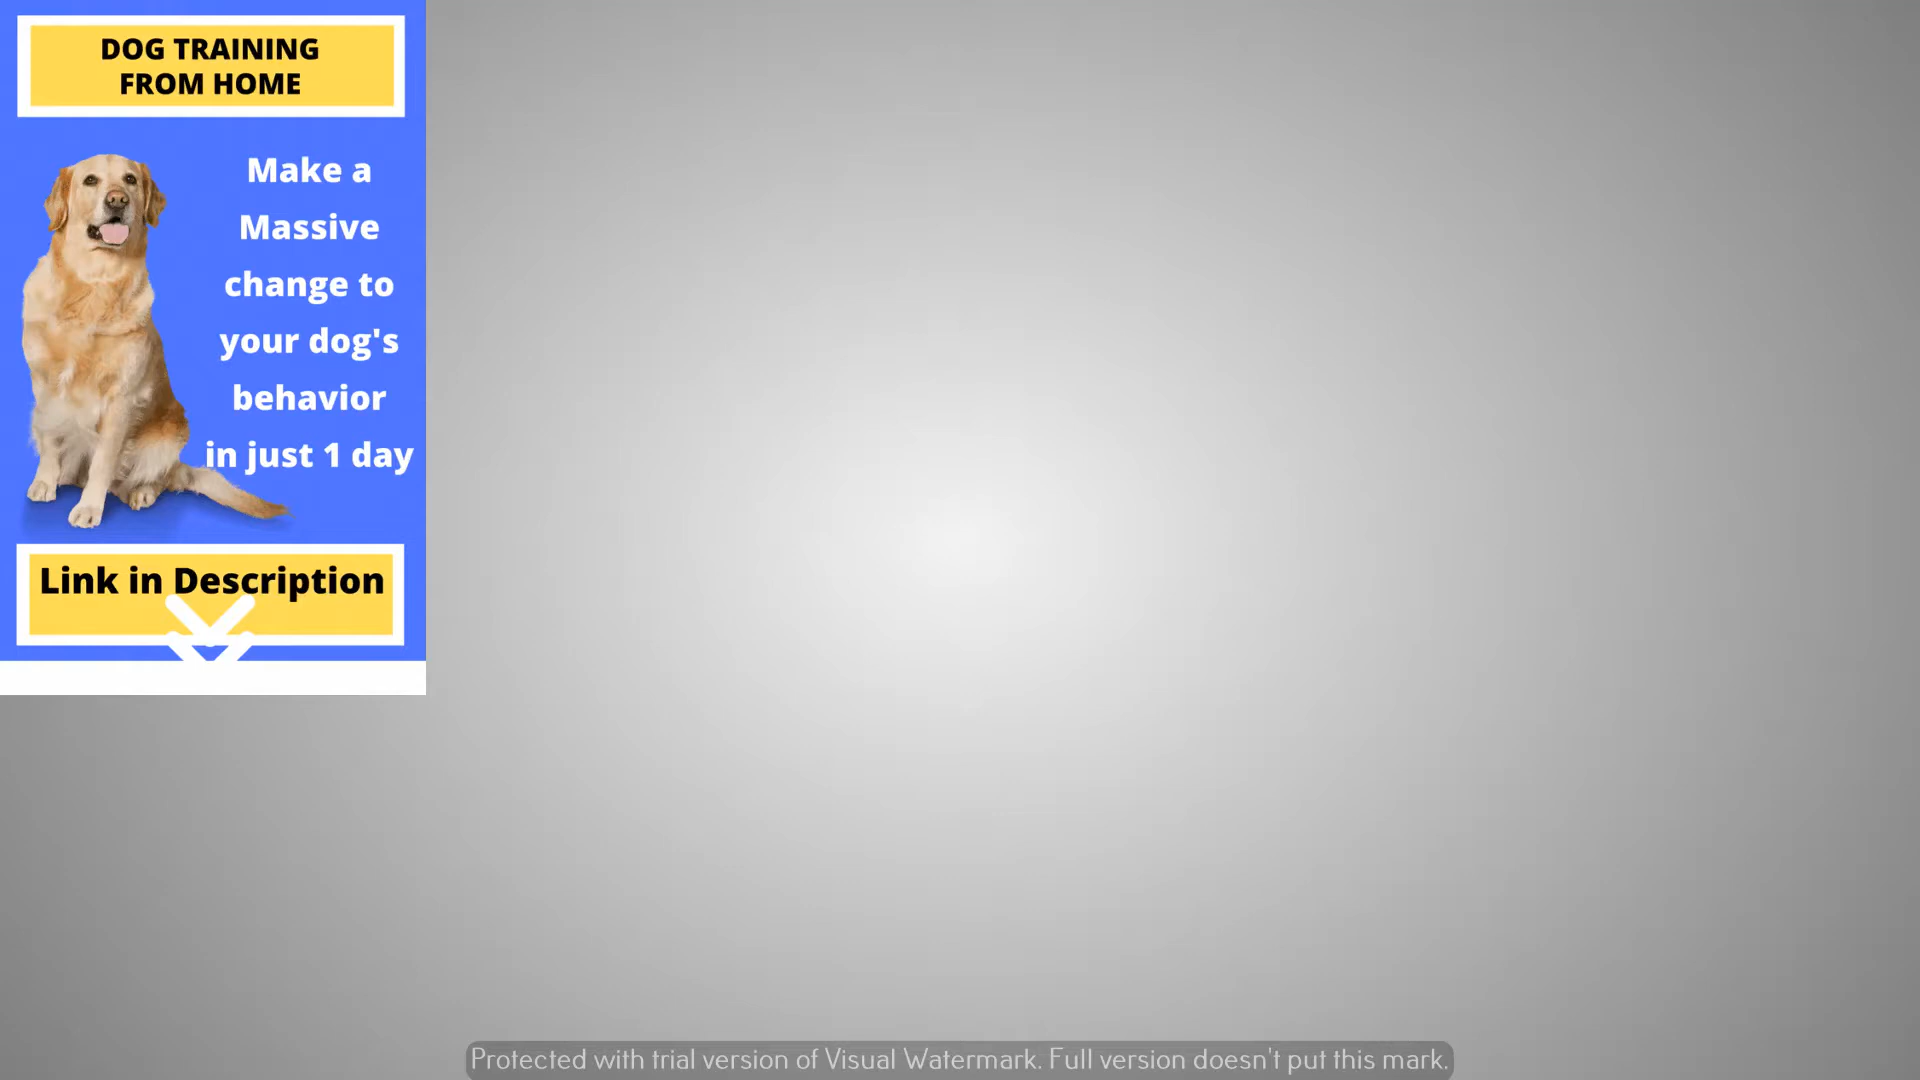 DOG TRAINING
FROM HOME
Make a
Massive
change to
your dog's
behavior
in just 1 day
Link in Description
Protected with trial version of Visual Watermark. Full version doesn't put this mark.